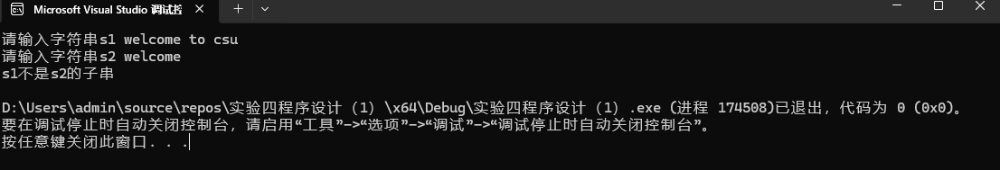 Microsoft Visual Studio 调试控
请输入字符串s1 welcome to csu
请输入字符串s2 welcome
s1不是s2的子串
D:\Users\admin\source\repos\实验四程序设计（1）\x64\Debug\实验四程序设计（1）.exe (进程 174508)已退出，代码为 0 (0x0)。
要在调试停止时自动关闭控制台，请启用“工具”->“选项”->“调试”->“调试停止时自动关闭控制台”。
按任意键关闭此窗口. . .